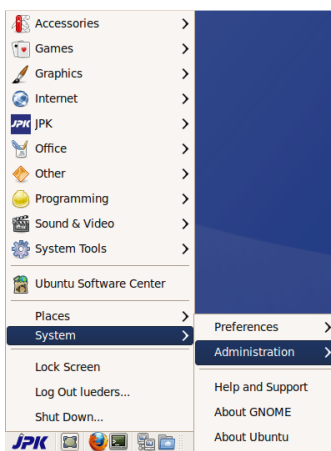 Accessories
Games
Graphics
Internet
JPK JPK
Office
Other
Programming
Sound & Video
System Tools
Ubuntu Software Center
Places
System
Lock Screen
Log Out lueders...
Shut Down...
JPK
Preferences
Administration
Help and Support
About GNOME
About Ubuntu